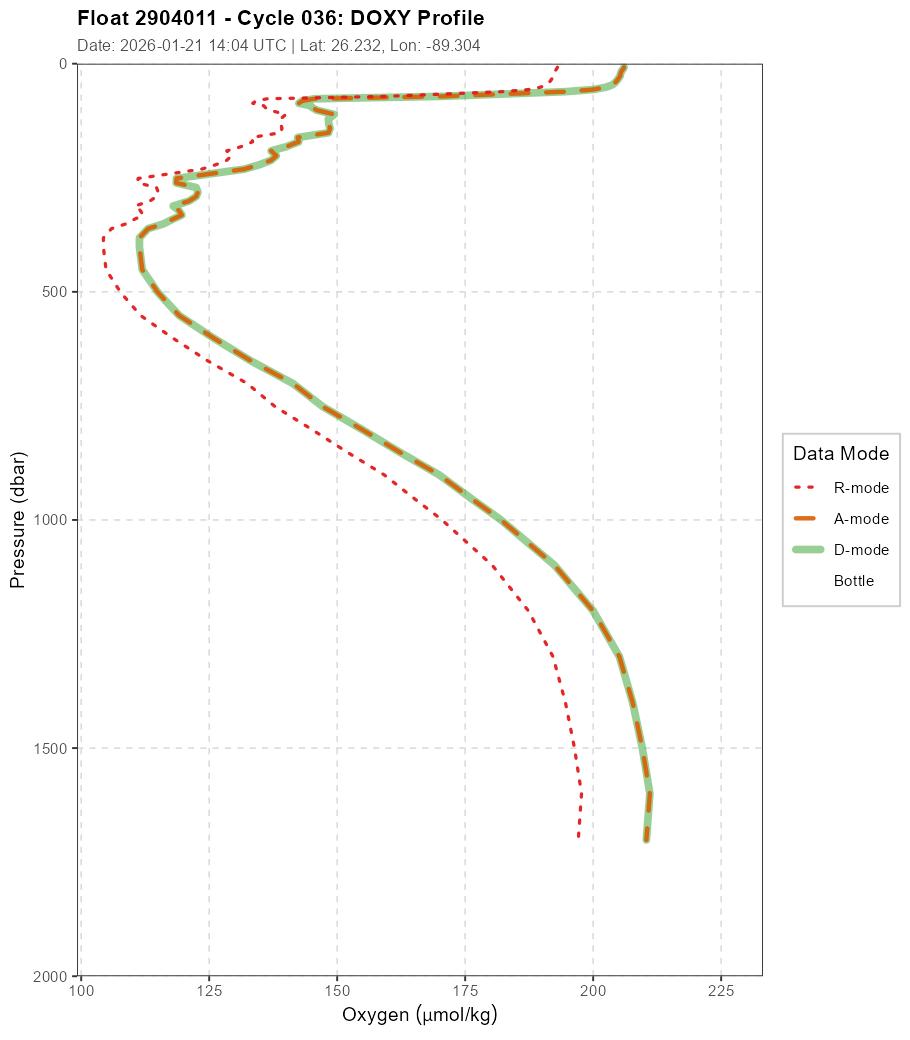 Float 2904011 - Cycle 036: DOXY Profile
Date: 2026-01-21 14:04 UTC | Lat: 26.232, Lon: -89.304
0
500
1000
1500
2000
Pressure (dbar)
100 125 150 175 200 225
Oxygen (µmol/kg)
Data Mode
R-mode
A-mode
D-mode
Bottle